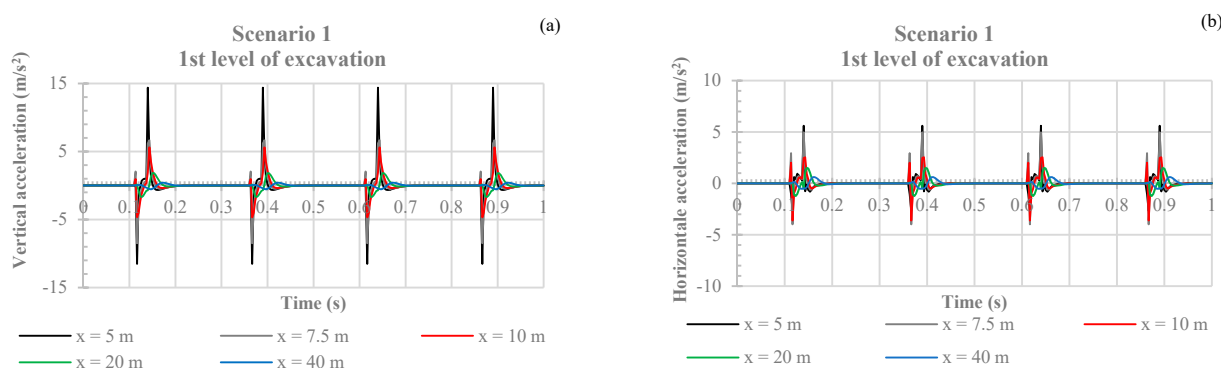 (a)
Scenario 1
1st level of excavation
Vertical acceleration (m/s²)
15
5
-5
-15
0 0.1 0.2 0.3 0.4 0.5 0.6 0.7 0.8 0.9 1
Time (s)
x = 5 m x = 7.5 m x = 10 m
x = 20 m x = 40 m
(b)
Scenario 1
1st level of excavation
Horizontale acceleration (m/s²)
10
5
0
-5
-10
0 0.1 0.2 0.3 0.4 0.5 0.6 0.7 0.8 0.9 1
Time (s)
x = 5 m x = 7.5 m x = 10 m
x = 20 m x = 40 m